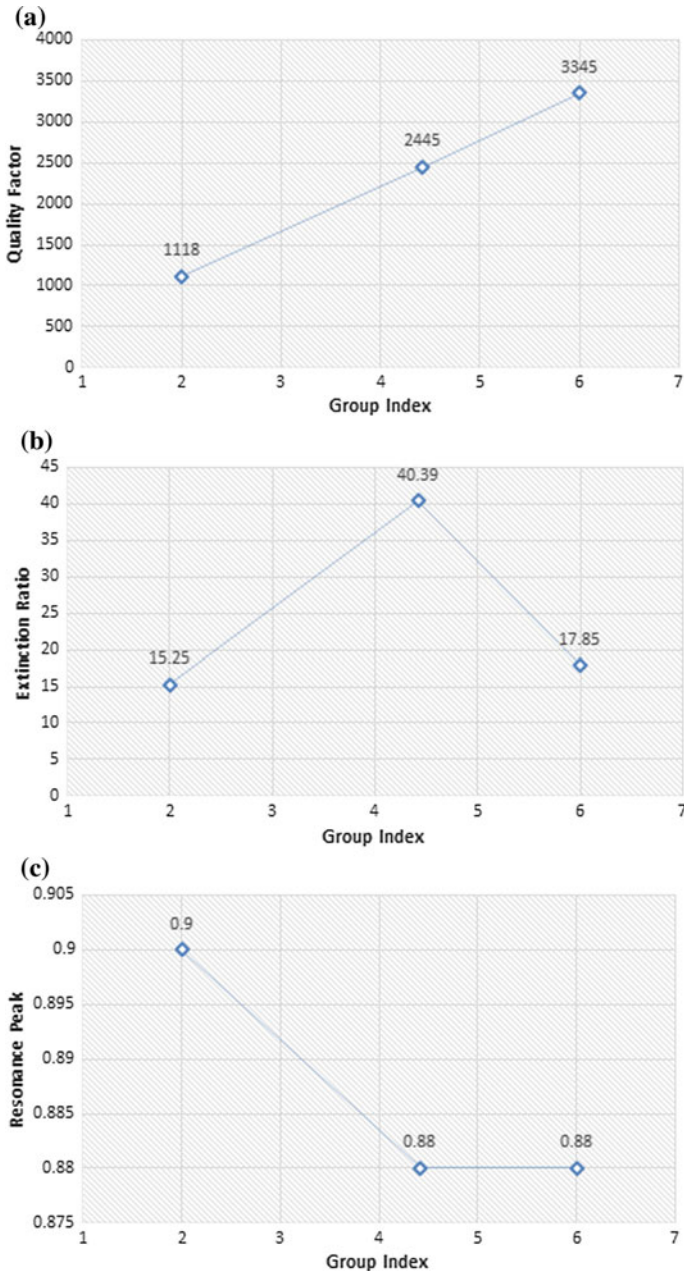 (a)
4000
3500
3000
2500
2000
1500
1000
500
0
Quality Factor
1118
2445
3345
1 2 3 4 5 6 7
Group Index
(b)
45
40
35
30
25
20
15
10
5
0
Extinction Ratio
15.25
40.39
17.85
1 2 3 4 5 6 7
Group Index
(c)
0.905
0.9
0.895
0.89
0.885
0.88
0.875
Resonance Peak
0.9
0.88
0.88
1 2 3 4 5 6 7
Group Index